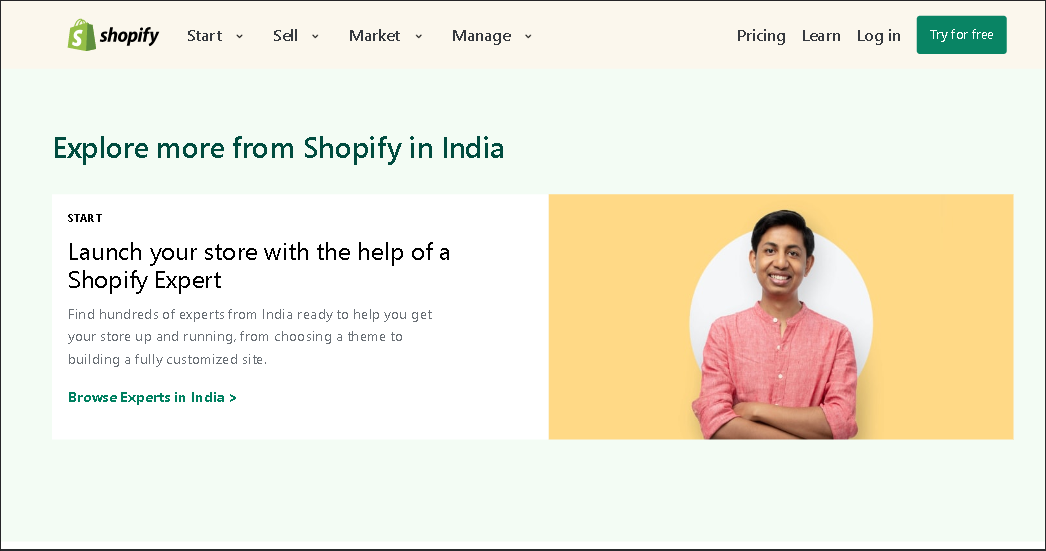 shopify Start Sell Market Manage Pricing Learn Log in Try for free
Explore more from Shopify in India
START
Launch your store with the help of a
Shopify Expert
Find hundreds of experts from India ready to help you get
your store up and running, from choosing a theme to
building a fully customized site.
Browse Experts in India >